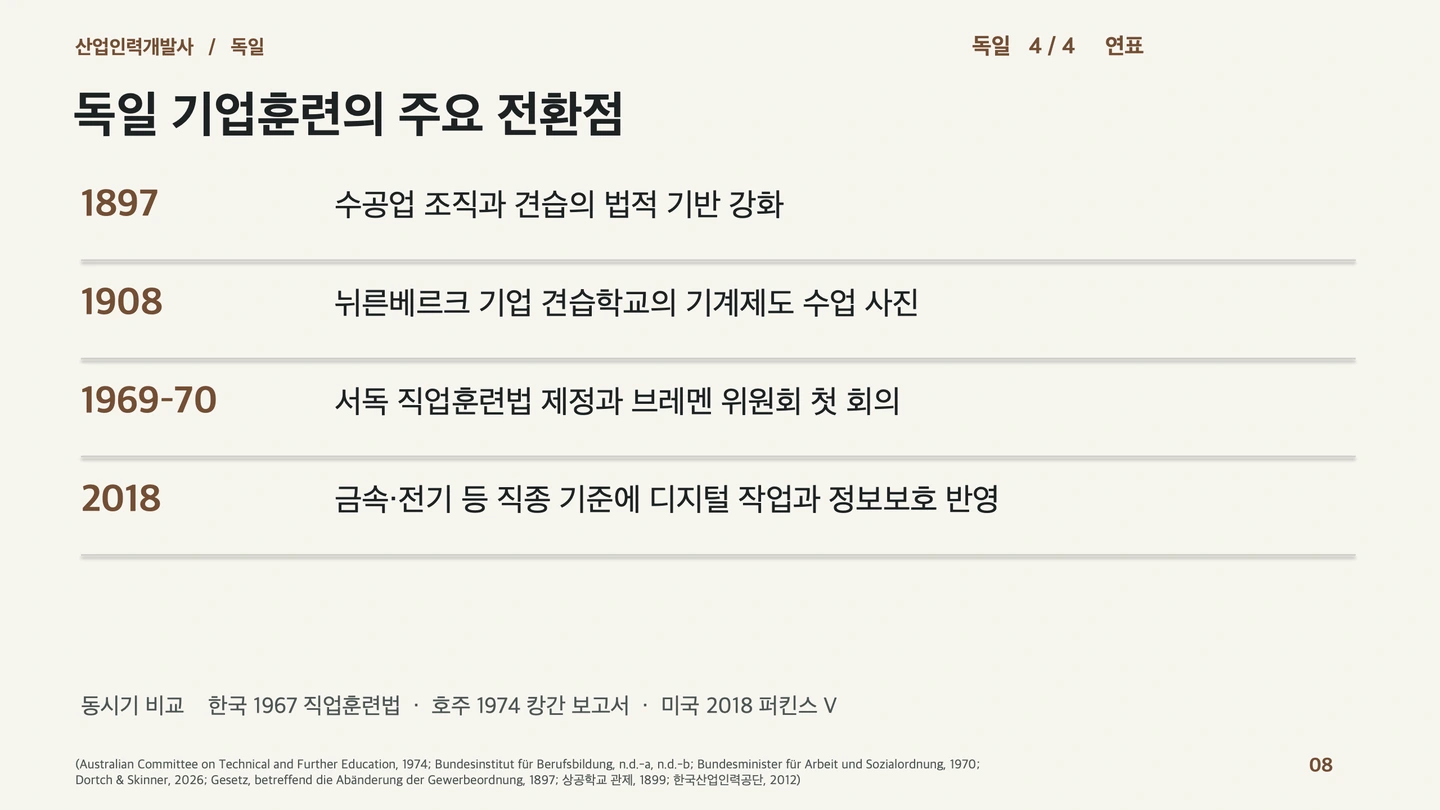 산업인력개발사 / 독일
독일 4 / 4 연표
독일 기업훈련의 주요 전환점
1897 수공업 조직과 견습의 법적 기반 강화
1908 뉘른베르크 기업 견습학교의 기계제도 수업 사진
1969-70 서독 직업훈련법 제정과 브레멘 위원회 첫 회의
2018 금속·전기 등 직종 기준에 디지털 작업과 정보보호 반영
동시기 비교 한국 1967 직업훈련법 · 호주 1974 캉간 보고서 · 미국 2018 퍼킨스 V
(Australian Committee on Technical and Further Education, 1974; Bundesinstitut für Berufsbildung, n.d.-a, n.d.-b; Bundesminister für Arbeit und Sozialordnung, 1970;
Dortch & Skinner, 2026; Gesetz, betreffend die Abänderung der Gewerbeordnung, 1897; 상공학교 관제, 1899; 한국산업인력공단, 2012)
08